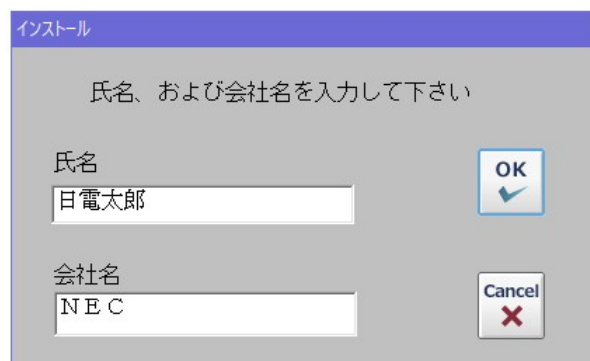 インストール
氏名、および会社名を入力して下さい
氏名
日電太郎
OK
会社名
ＮＥＣ
Cancel